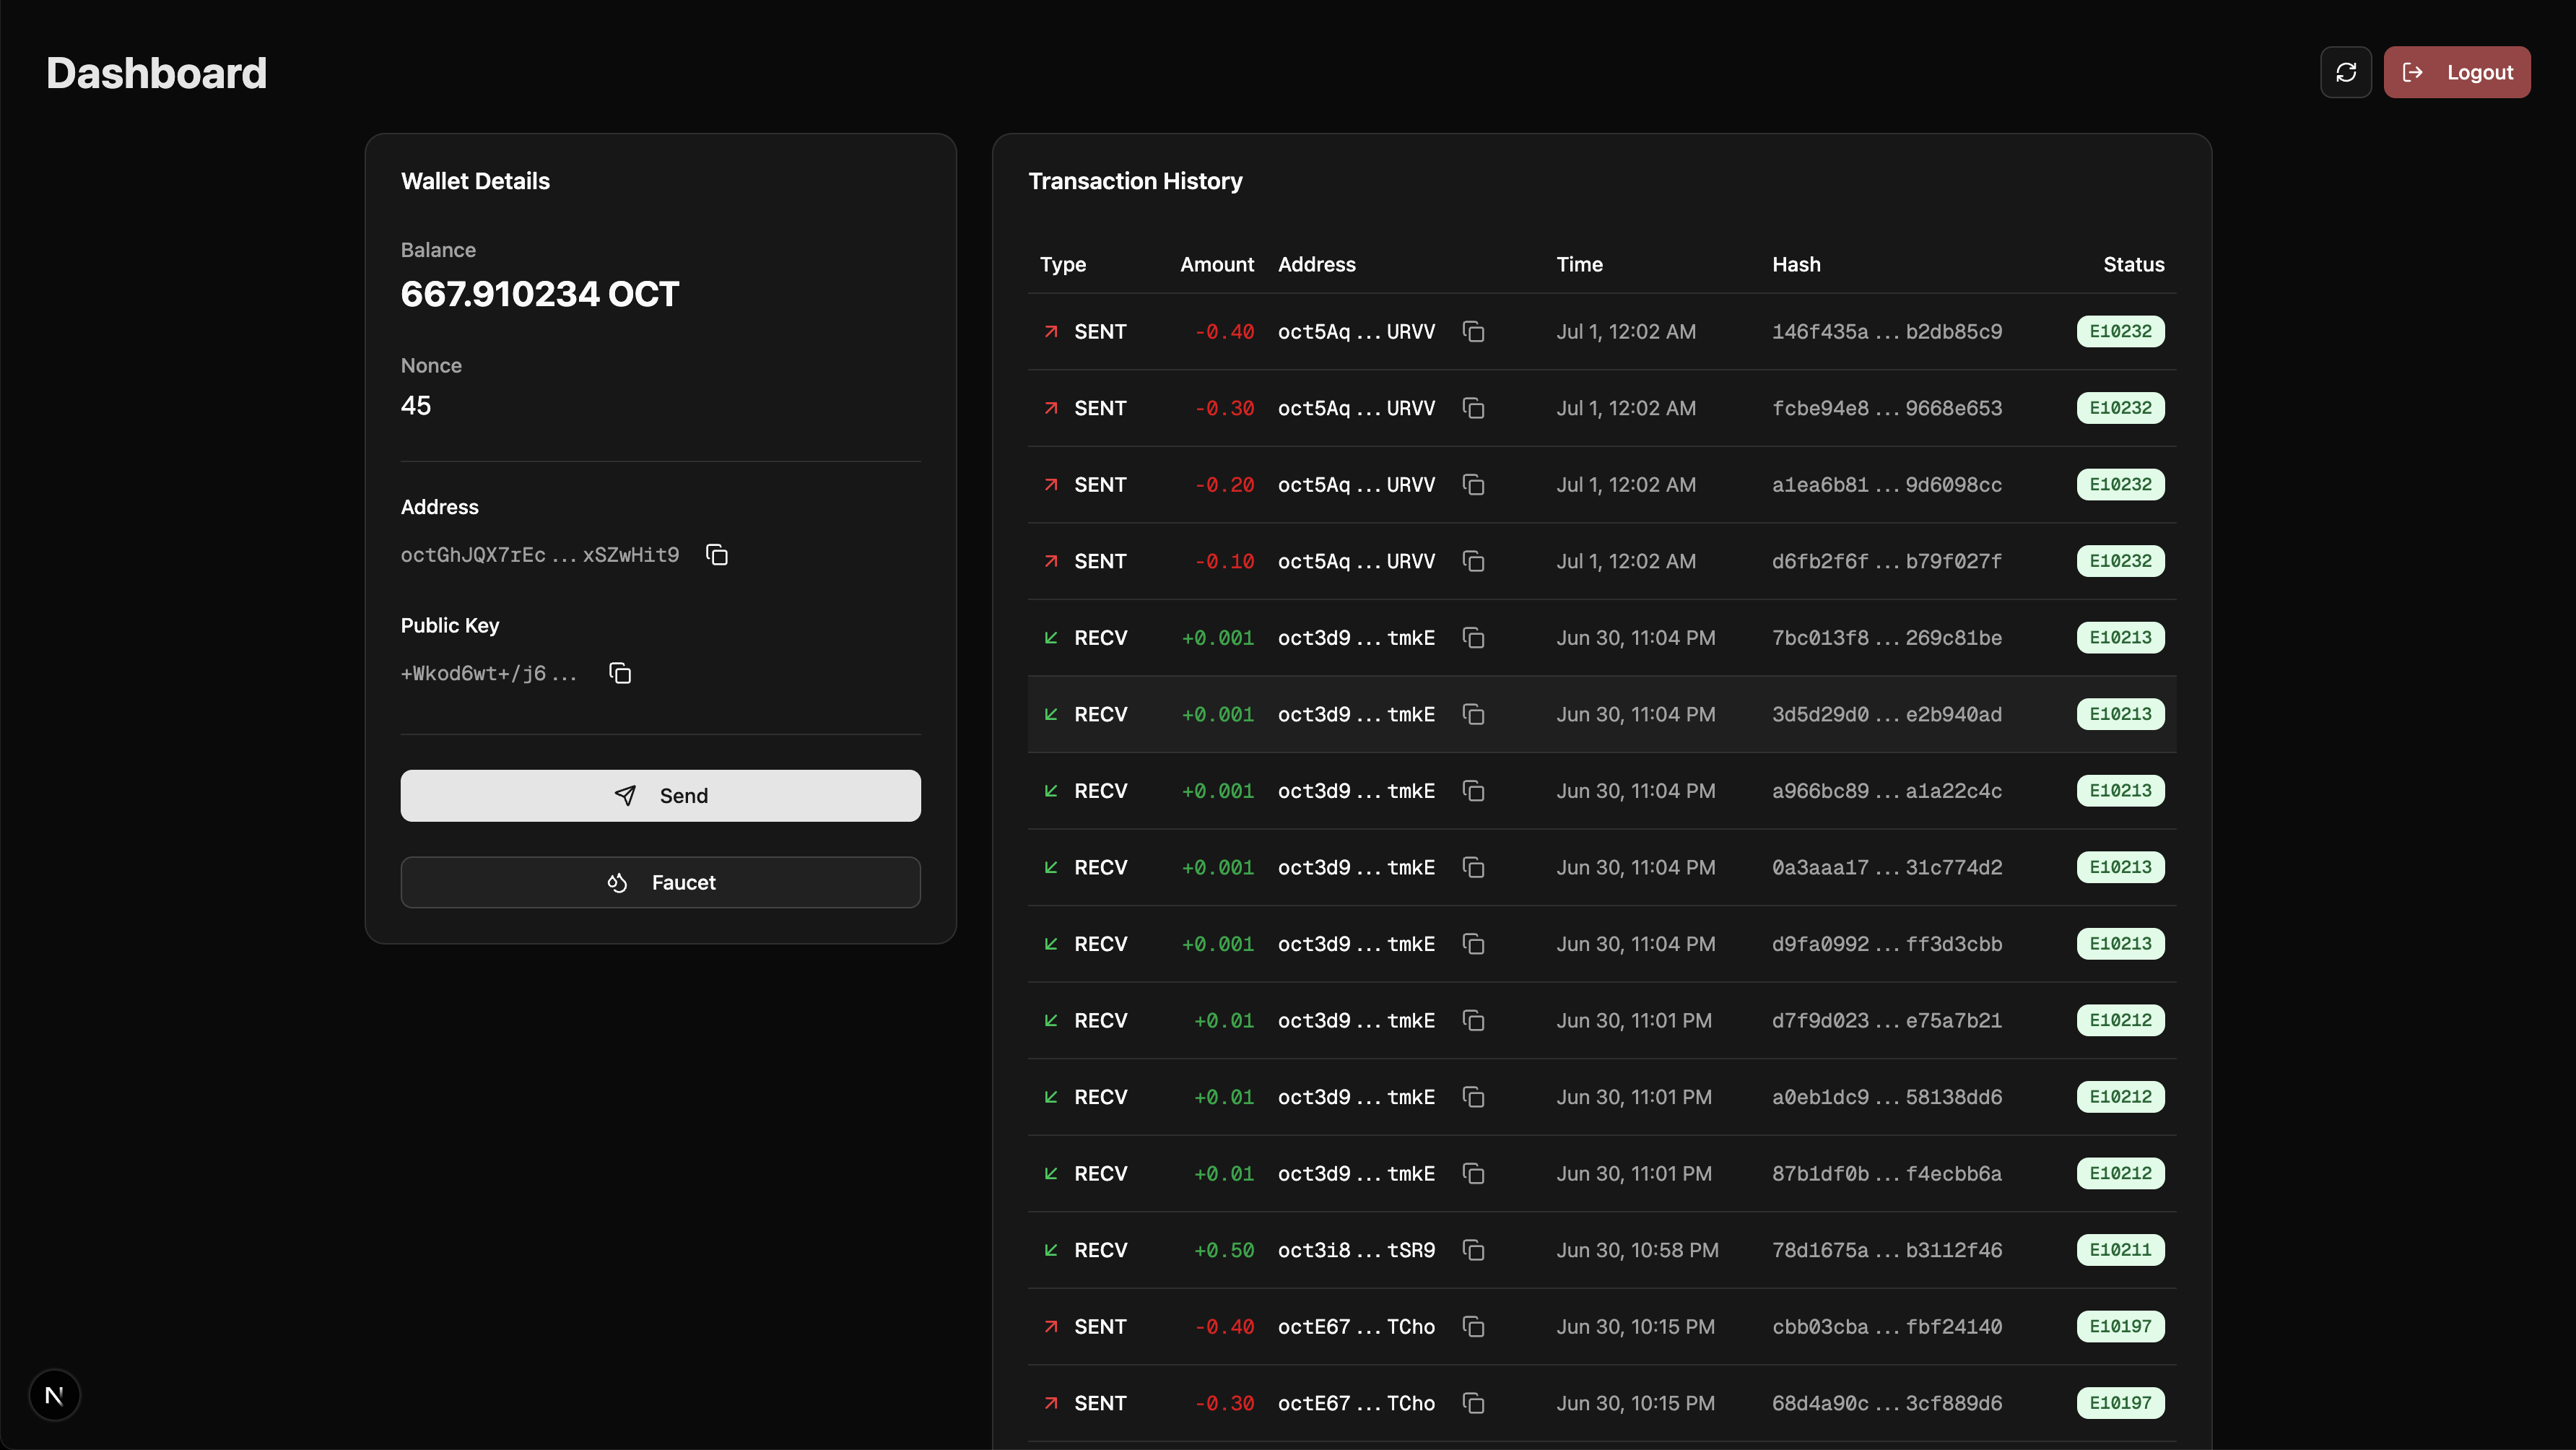 Dashboard
Logout
Wallet Details
Balance
667.910234 OCT
Nonce
45
Address
octGhJQX7rEc ... xSZwHit9
Public Key
+Wkod6wt+/j6 ...
Send
Faucet
Transaction History
Type Amount Address Time Hash Status
SENT -0.40 oct5Aq ... URVV Jul 1, 12:02 AM 146f435a ... b2db85c9 E10232
SENT -0.30 oct5Aq ... URVV Jul 1, 12:02 AM fcbe94e8 ... 9668e653 E10232
SENT -0.20 oct5Aq ... URVV Jul 1, 12:02 AM a1ea6b81 ... 9d6098cc E10232
SENT -0.10 oct5Aq ... URVV Jul 1, 12:02 AM d6fb2f6f ... b79f027f E10232
RECV +0.001 oct3d9 ... tmkE Jun 30, 11:04 PM 7bc013f8 ... 269c81be E10213
RECV +0.001 oct3d9 ... tmkE Jun 30, 11:04 PM 3d5d29d0 ... e2b940ad E10213
RECV +0.001 oct3d9 ... tmkE Jun 30, 11:04 PM a966bc89 ... a1a22c4c E10213
RECV +0.001 oct3d9 ... tmkE Jun 30, 11:04 PM 0a3aaa17 ... 31c774d2 E10213
RECV +0.001 oct3d9 ... tmkE Jun 30, 11:04 PM d9fa0992 ... ff3d3cbb E10213
RECV +0.01 oct3d9 ... tmkE Jun 30, 11:01 PM d7f9d023 ... e75a7b21 E10212
RECV +0.01 oct3d9 ... tmkE Jun 30, 11:01 PM a0eb1dc9 ... 58138dd6 E10212
RECV +0.01 oct3d9 ... tmkE Jun 30, 11:01 PM 87b1df0b ... f4ecbb6a E10212
RECV +0.50 oct3i8 ... tSR9 Jun 30, 10:58 PM 78d1675a ... b3112f46 E10211
SENT -0.40 octE67 ... TCho Jun 30, 10:15 PM cbb03cba ... fbf24140 E10197
SENT -0.30 octE67 ... TCho Jun 30, 10:15 PM 68d4a90c ... 3cf889d6 E10197
N